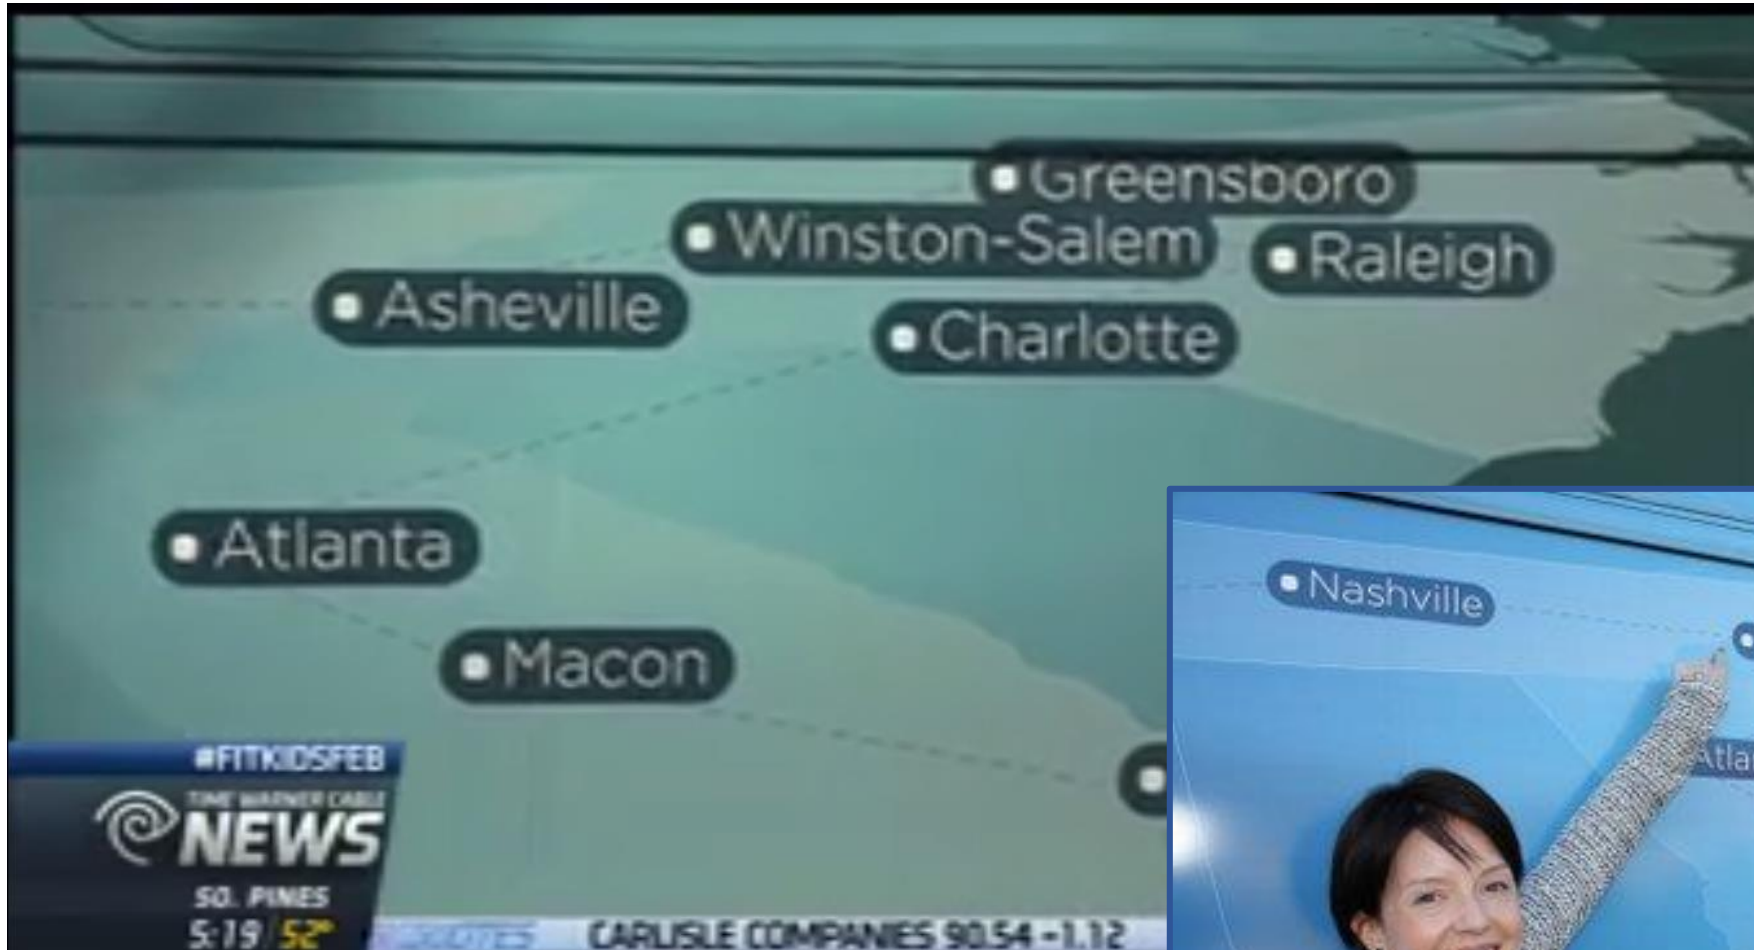 Greensboro
Winston-Salem
Raleigh
Asheville
Charlotte
Atlanta
Macon
Nashville
Atla
#FITKIDSFEB
TIME WARNER CABLE
NEWS
SO. PINES
5:19 52°
CARLISLE COMPANIES 90.54 -1.12